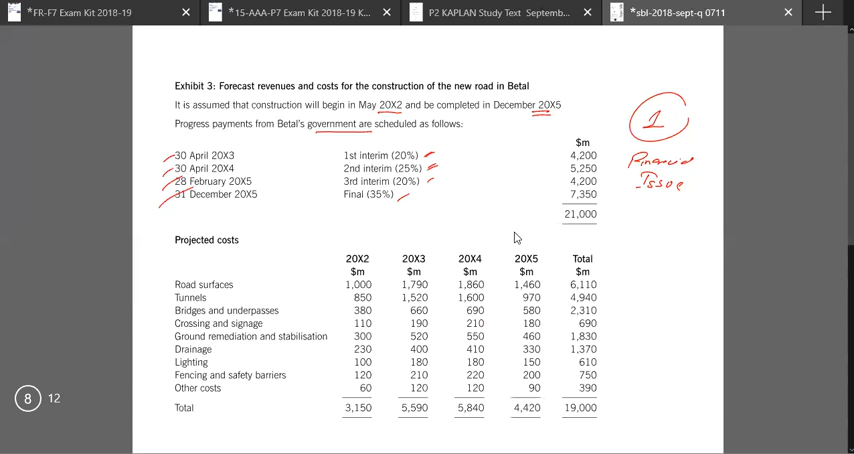 *FR-F7 Exam Kit 2018-19
*15-AAA-P7 Exam Kit 2018-19 K...
P2 KAPLAN Study Text Septemb...
*sbl-2018-sept-q 0711
Exhibit 3: Forecast revenues and costs for the construction of the new road in Betal
It is assumed that construction will begin in May 20X2 and be completed in December 20X5
Progress payments from Betal's government are scheduled as follows:
1
Financial
Issue
$m
30 April 20X3 1st interim (20%) 4,200
30 April 20X4 2nd interim (25%) 5,250
28 February 20X5 3rd interim (20%) 4,200
31 December 20X5 Final (35%) 7,350
21,000
Projected costs
20X2 20X3 20X4 20X5 Total
$m $m $m $m $m
Road surfaces 1,000 1,790 1,860 1,460 6,110
Tunnels 850 1,520 1,600 970 4,940
Bridges and underpasses 380 660 690 580 2,310
Crossing and signage 110 190 210 180 690
Ground remediation and stabilisation 300 520 550 460 1,830
Drainage 230 400 410 330 1,370
Lighting 100 180 180 150 610
Fencing and safety barriers 120 210 220 200 750
Other costs 60 120 120 90 390
Total 3,150 5,590 5,840 4,420 19,000
8 12